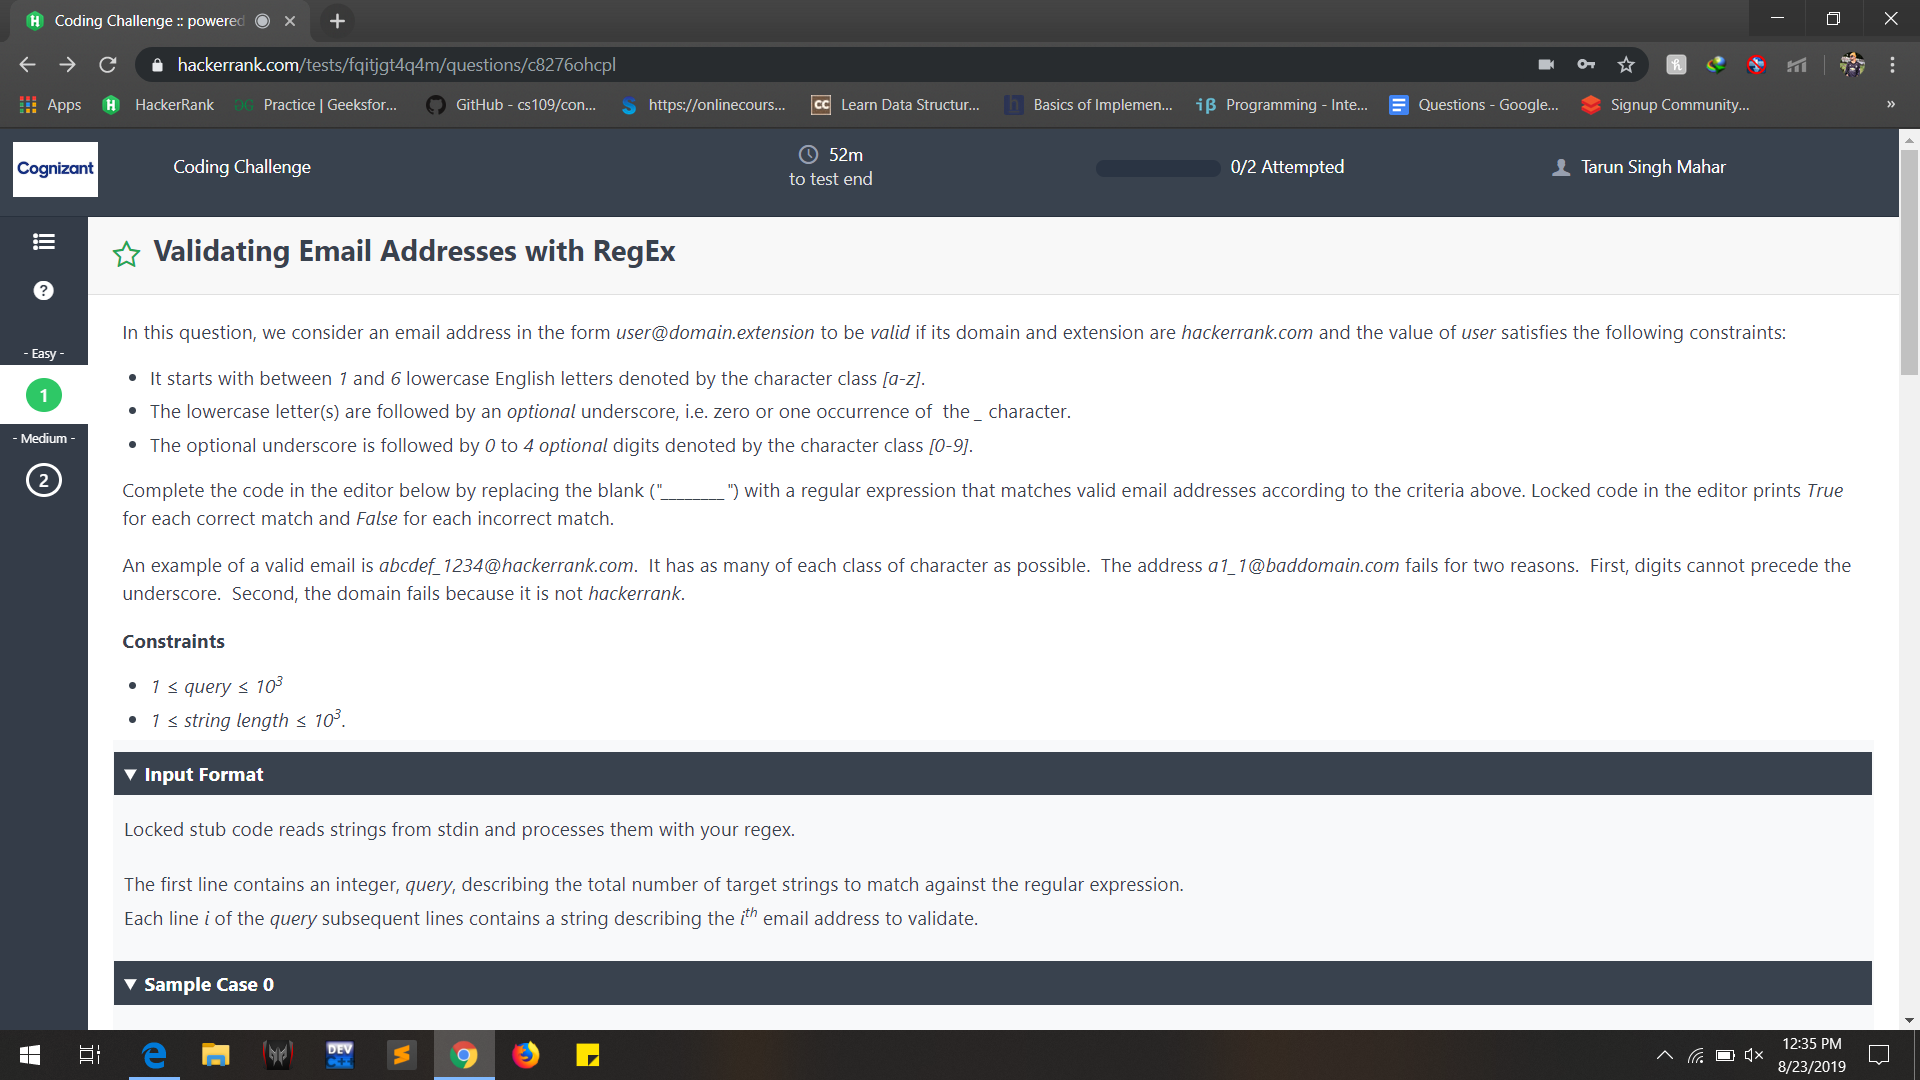 Coding Challenge :: powered
hackerrank.com/tests/fqitjgt4q4m/questions/c8276ohcpl
Apps HackerRank Practice | Geeksfor... GitHub - cs109/con... https://onlinecours... Learn Data Structur... Basics of Implemen... Programming - Inte... Questions - Google... Signup Community... »
Cognizant
Coding Challenge
52m
to test end
0/2 Attempted
Tarun Singh Mahar
Validating Email Addresses with RegEx
- Easy -
1
- Medium -
2
In this question, we consider an email address in the form user@domain.extension to be valid if its domain and extension are hackerrank.com and the value of user satisfies the following constraints:
• It starts with between 1 and 6 lowercase English letters denoted by the character class [a-z].
• The lowercase letter(s) are followed by an optional underscore, i.e. zero or one occurrence of the _ character.
• The optional underscore is followed by 0 to 4 optional digits denoted by the character class [0-9].
Complete the code in the editor below by replacing the blank ("________") with a regular expression that matches valid email addresses according to the criteria above. Locked code in the editor prints True
for each correct match and False for each incorrect match.
An example of a valid email is abcdef_1234@hackerrank.com. It has as many of each class of character as possible. The address a1_1@baddomain.com fails for two reasons. First, digits cannot precede the
underscore. Second, the domain fails because it is not hackerrank.
Constraints
• 1 ≤ query ≤ 10³
• 1 ≤ string length ≤ 10³.
▼ Input Format
Locked stub code reads strings from stdin and processes them with your regex.
The first line contains an integer, query, describing the total number of target strings to match against the regular expression.
Each line i of the query subsequent lines contains a string describing the iᵗʰ email address to validate.
▼ Sample Case 0
DEV
C++
12:35 PM
8/23/2019